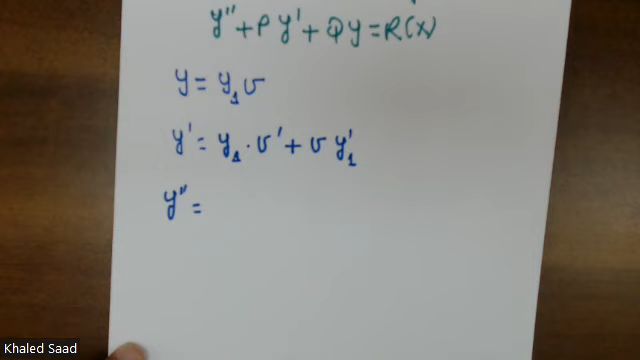 y'' + P y' + Q y = R(x)
y = y₁ v
y' = y₁ · v' + v y₁'
y'' =
Khaled Saad